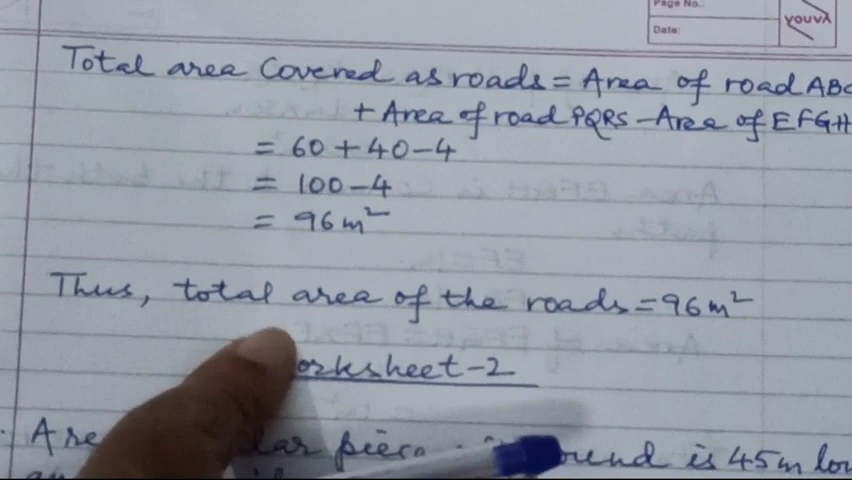 Page No.:
Date:
YOUVA
Total area Covered as roads = Area of road ABC
+ Area of road PQRS - Area of EFGH
= 60 + 40 - 4
= 100 - 4
= 96 m²
Thus, total area of the roads = 96 m²
orksheet-2
piece is 45m